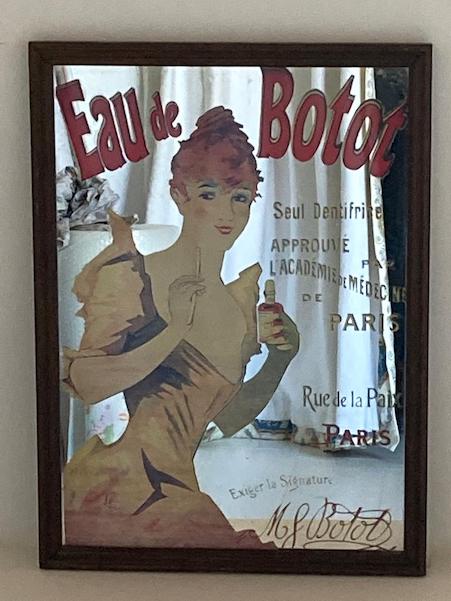 Eau de Botot
Seul Dentifrice
APPROUVÉ PAR
L'ACADÉMIE DE MÉDECINE
DE
PARIS
Rue de la Paix
PARIS
Exiger la Signature